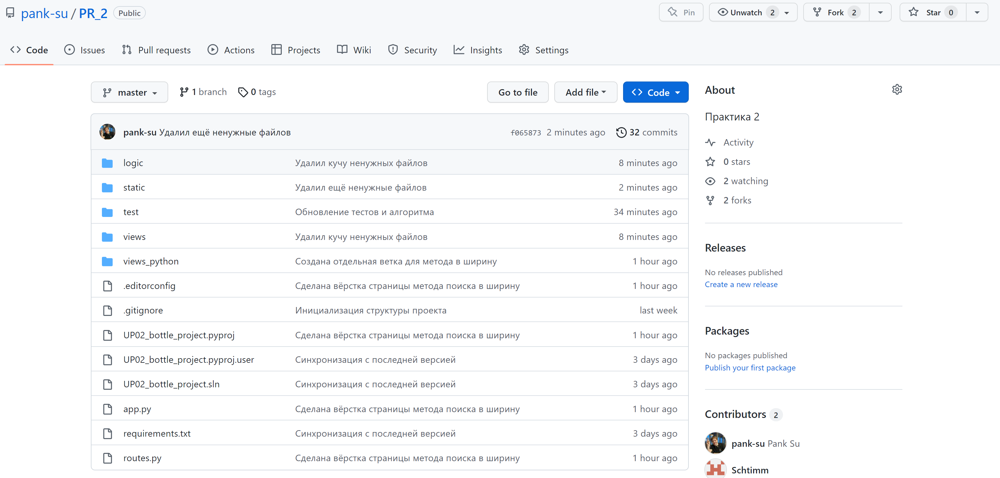 pank-su / PR_2 Public
Pin
Unwatch 2
Fork 2
Star 0
Code
Issues
Pull requests
Actions
Projects
Wiki
Security
Insights
Settings
master
1 branch
0 tags
Go to file
Add file
Code
pank-su Удалил ещё ненужные файлов f065873 2 minutes ago 32 commits
logic Удалил кучу ненужных файлов 8 minutes ago
static Удалил ещё ненужные файлов 2 minutes ago
test Обновление тестов и алгоритма 34 minutes ago
views Удалил кучу ненужных файлов 8 minutes ago
views_python Создана отдельная ветка для метода в ширину 1 hour ago
.editorconfig Сделана вёрстка страницы метода поиска в ширину 1 hour ago
.gitignore Инициализация структуры проекта last week
UP02_bottle_project.pyproj Сделана вёрстка страницы метода поиска в ширину 1 hour ago
UP02_bottle_project.pyproj.user Синхронизация с последней версией 3 days ago
UP02_bottle_project.sln Синхронизация с последней версией 3 days ago
app.py Сделана вёрстка страницы метода поиска в ширину 1 hour ago
requirements.txt Синхронизация с последней версией 3 days ago
routes.py Сделана вёрстка страницы метода поиска в ширину 1 hour ago
About
Практика 2
Activity
0 stars
2 watching
2 forks
Releases
No releases published
Create a new release
Packages
No packages published
Publish your first package
Contributors 2
pank-su Pank Su
Schtimm